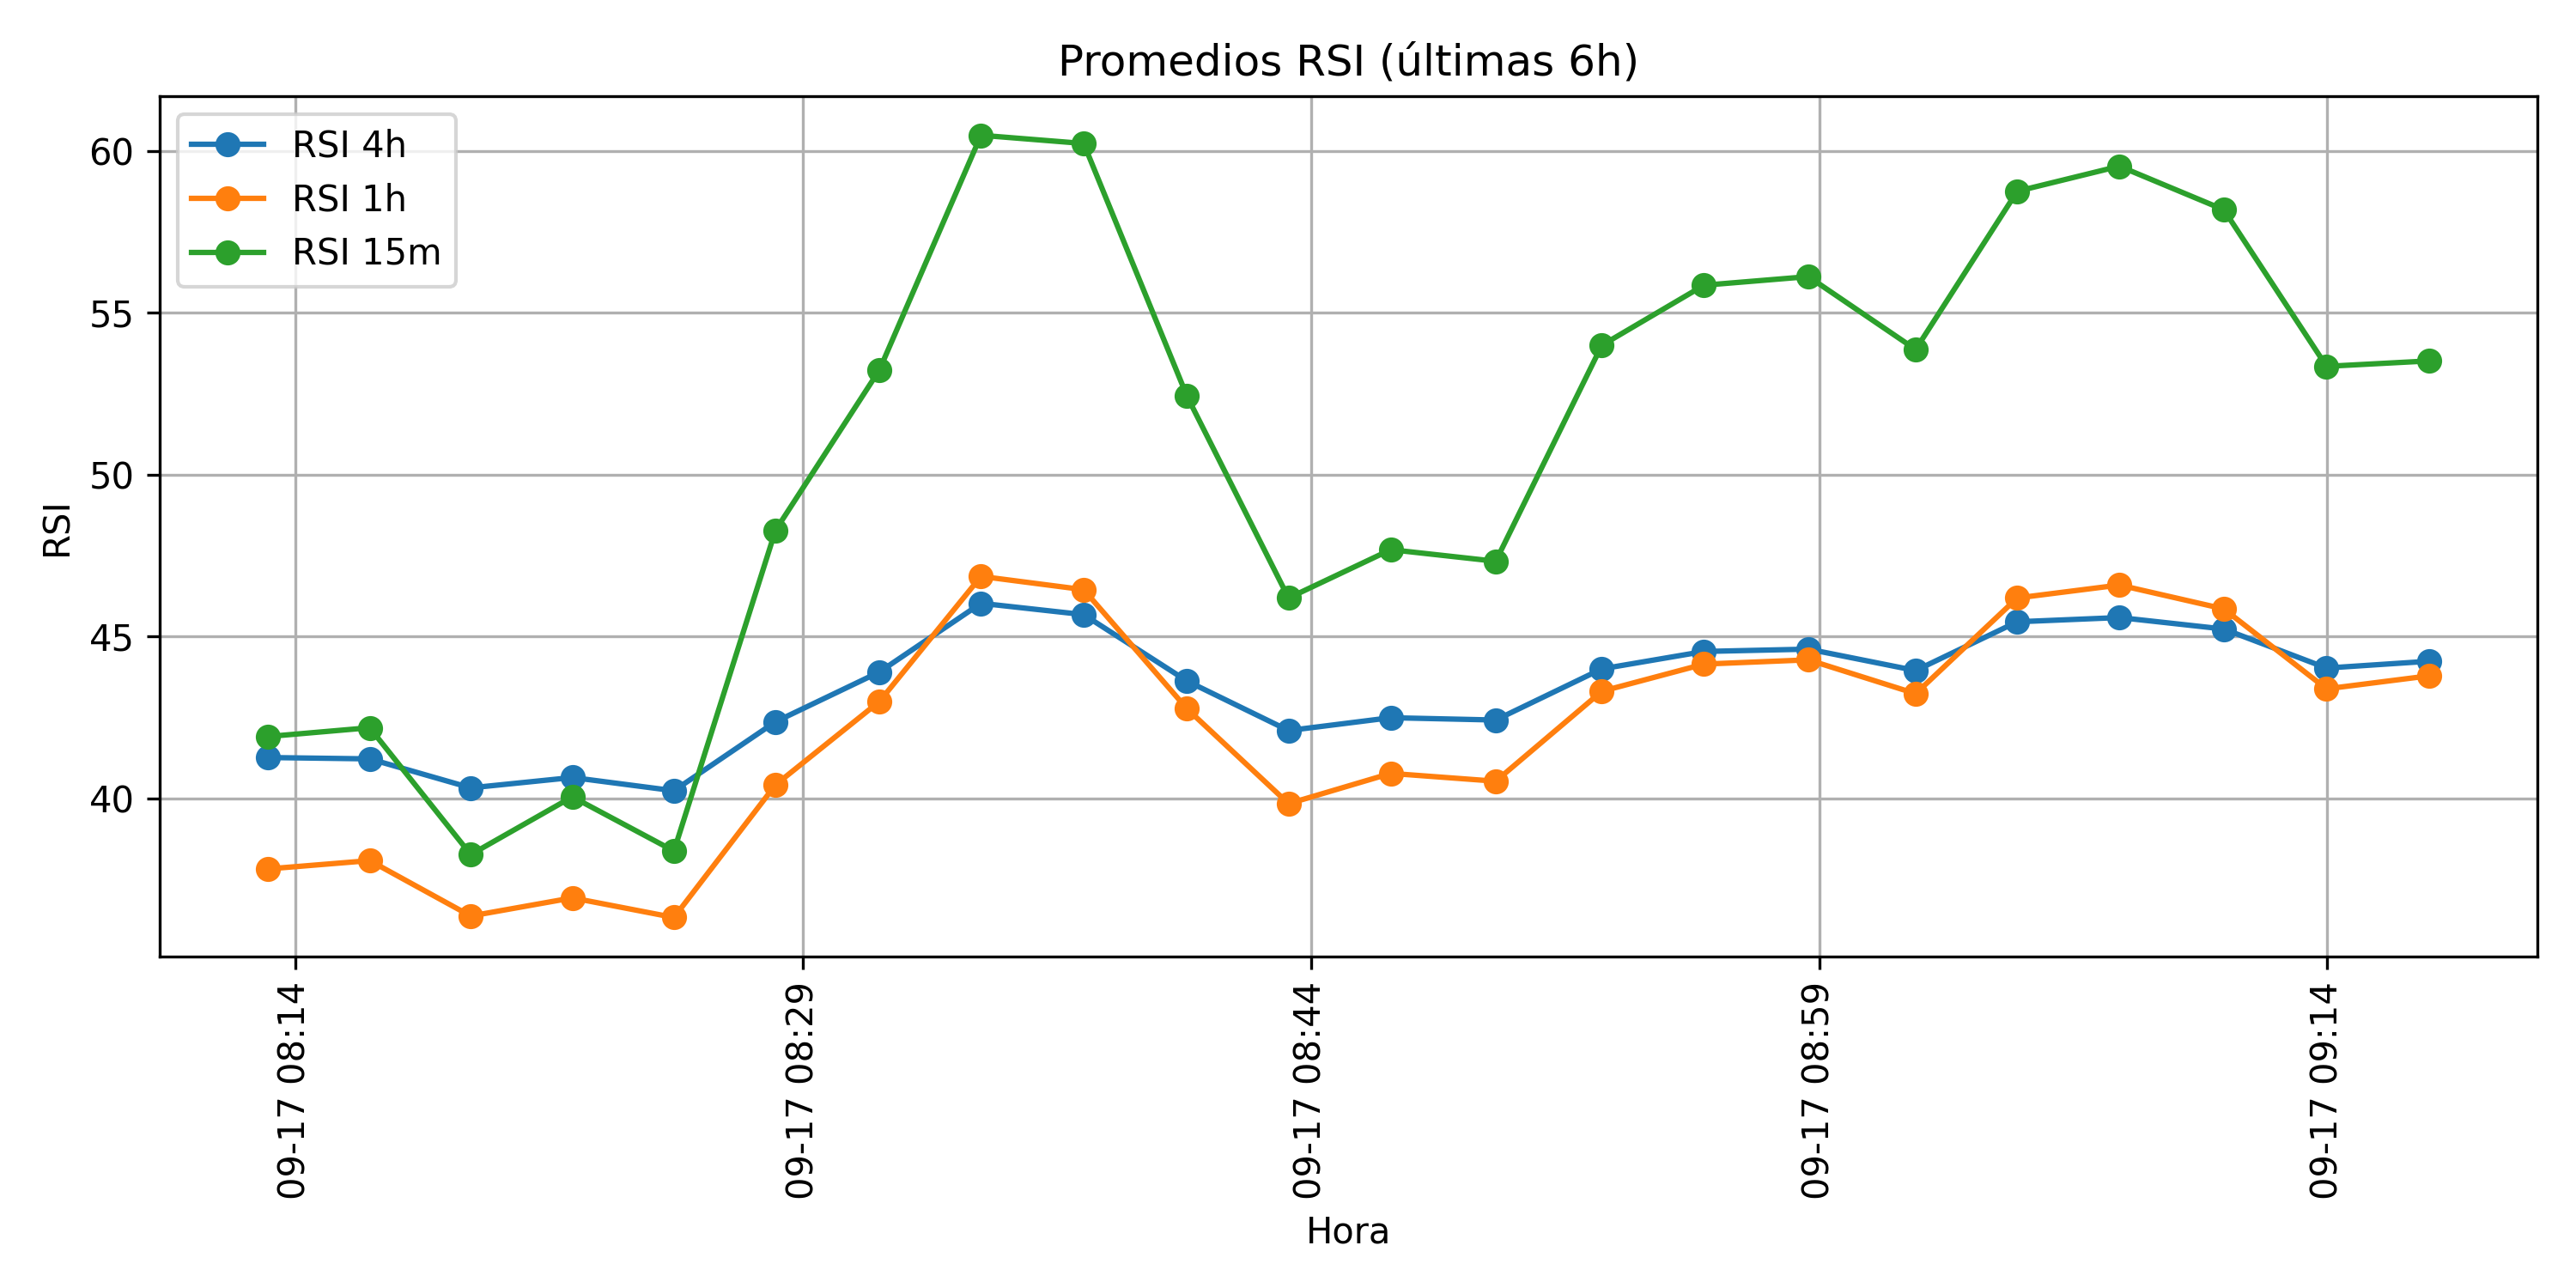 Promedios RSI (últimas 6h)
RSI 4h
RSI 1h
RSI 15m
60
55
50
45
40
RSI
09-17 08:14
09-17 08:29
09-17 08:44
09-17 08:59
09-17 09:14
Hora